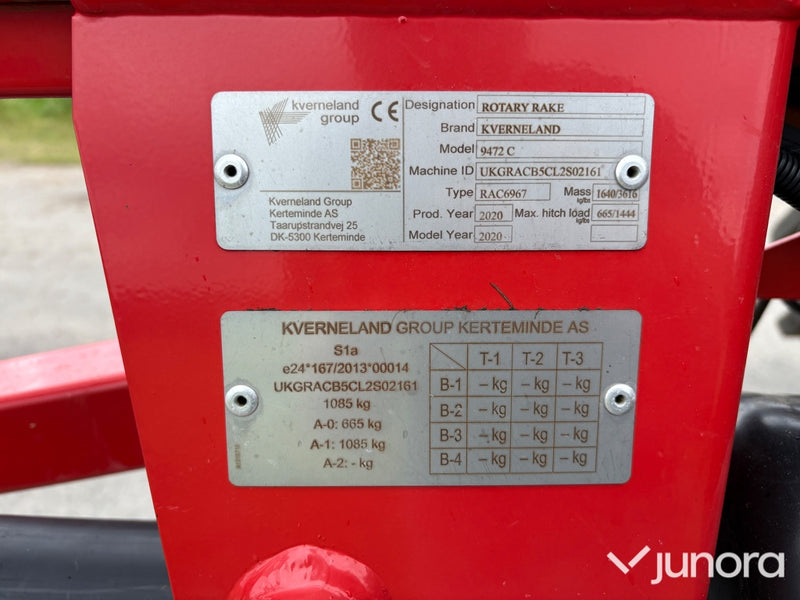 kverneland
group
CE
Kverneland Group
Kerteminde AS
Taarupstrandvej 25
DK-5300 Kerteminde
Designation ROTARY RAKE
Brand KVERNELAND
Model 9472 C
Machine ID UKGRACB5CL2S02161
Type RAC6967 Mass kg/lbs 1640/3616
Prod. Year 2020 Max. hitch load kg/lbs 665/1444
Model Year 2020
KVERNELAND GROUP KERTEMINDE AS
S1a
e24*167/2013*00014
UKGRACB5CL2S02161
1085 kg
A-0: 665 kg
A-1: 1085 kg
A-2: - kg
T-1 T-2 T-3
B-1 – kg – kg – kg
B-2 – kg – kg – kg
B-3 – kg – kg – kg
B-4 – kg – kg – kg
junora